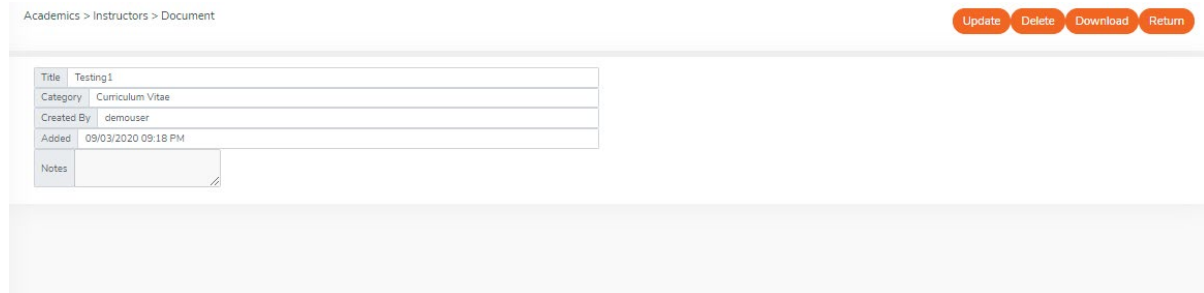 Academics > Instructors > Document
Update Delete Download Return
Title Testing1
Category Curriculum Vitae
Created By demouser
Added 09/03/2020 09:18 PM
Notes